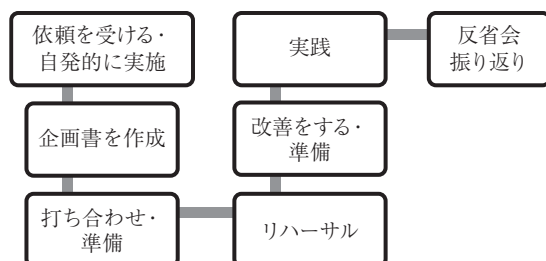 依頼を受ける・
自発的に実施
企画書を作成
打ち合わせ・
準備
リハーサル
改善をする・
準備
実践
反省会
振り返り